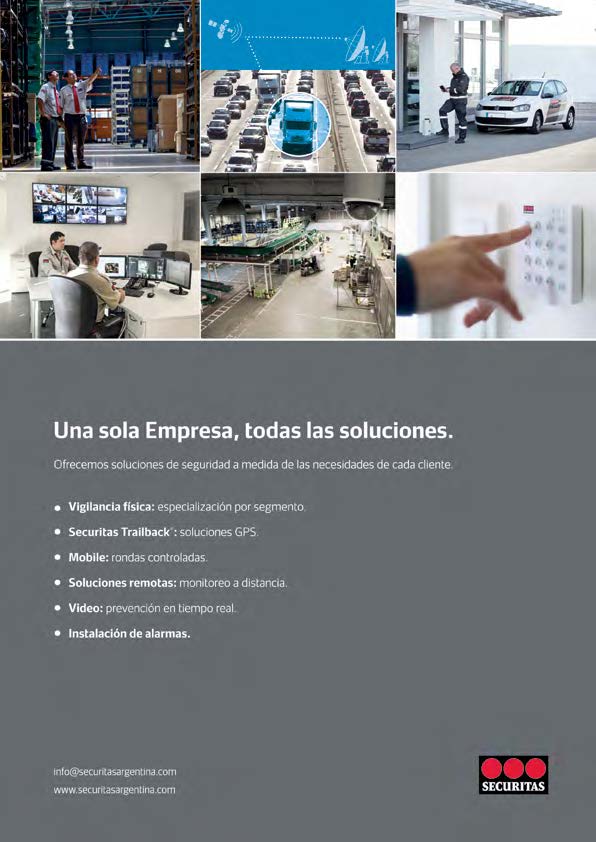 Una sola Empresa, todas las soluciones.
Ofrecemos soluciones de seguridad a medida de las necesidades de cada cliente.
• Vigilancia física: especialización por segmento.
• Securitas Trailback®: soluciones GPS.
• Mobile: rondas controladas.
• Soluciones remotas: monitoreo a distancia.
• Video: prevención en tiempo real.
• Instalación de alarmas.
info@securitasargentina.com
www.securitasargentina.com
SECURITAS